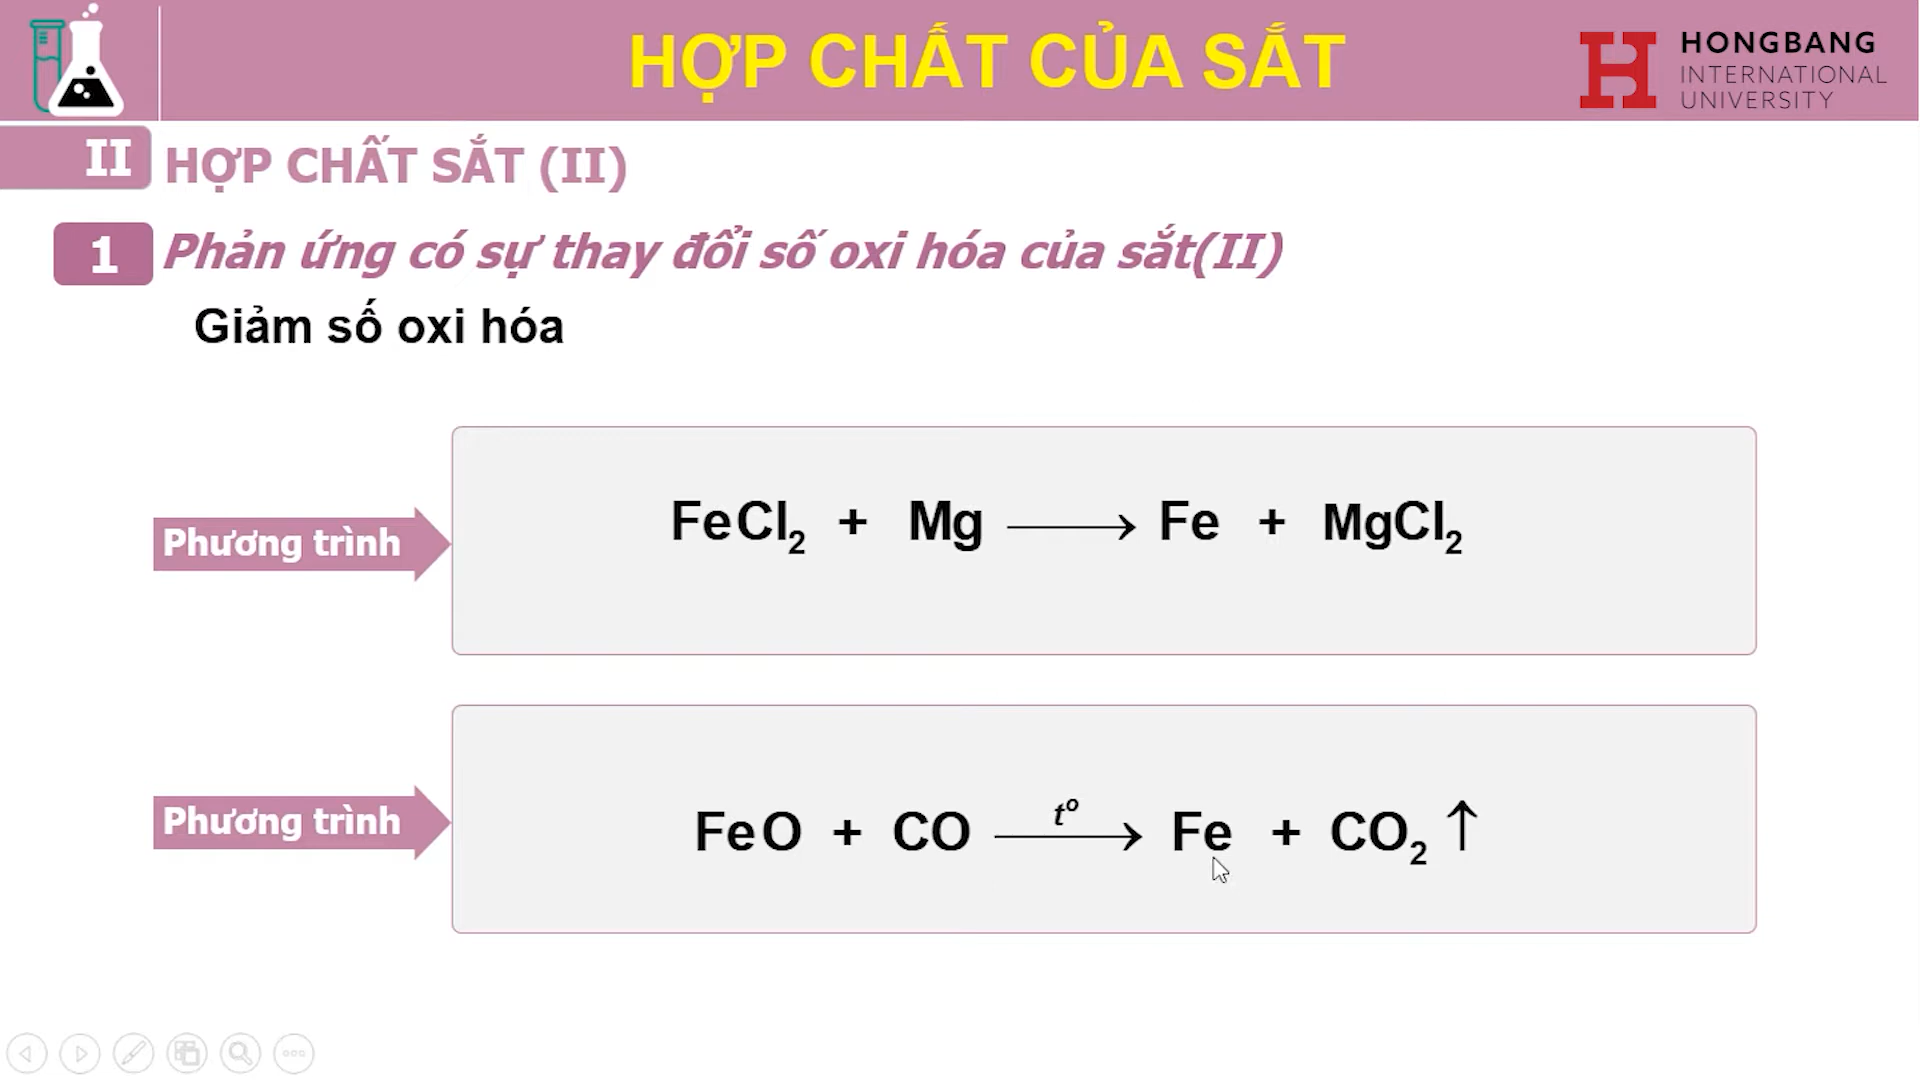 HỢP CHẤT CỦA SẮT
HONGBANG
INTERNATIONAL
UNIVERSITY
II HỢP CHẤT SẮT (II)
1 Phản ứng có sự thay đổi số oxi hóa của sắt(II)
Giảm số oxi hóa
Phương trình
FeCl₂ + Mg ⟶ Fe + MgCl₂
Phương trình
FeO + CO ⟶ tº Fe + CO₂ ↑